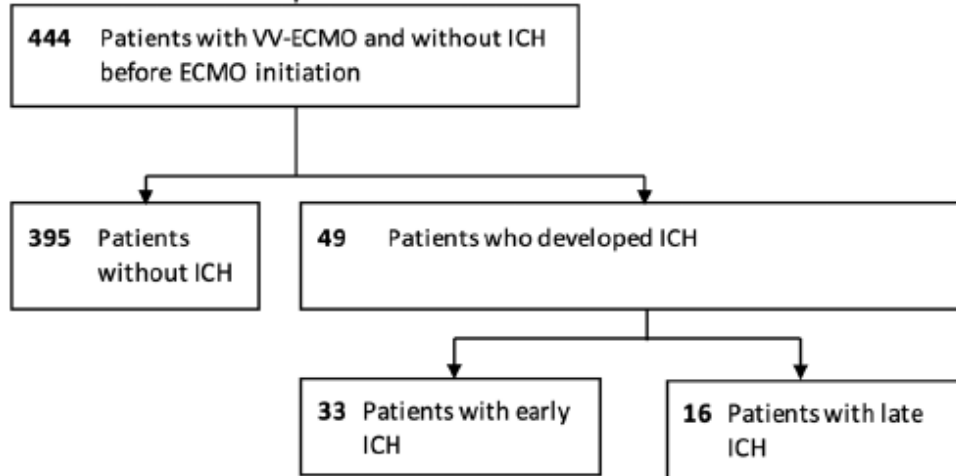 444 Patients with VV-ECMO and without ICH
before ECMO initiation
395 Patients
without ICH
49 Patients who developed ICH
33 Patients with early
ICH
16 Patients with late
ICH